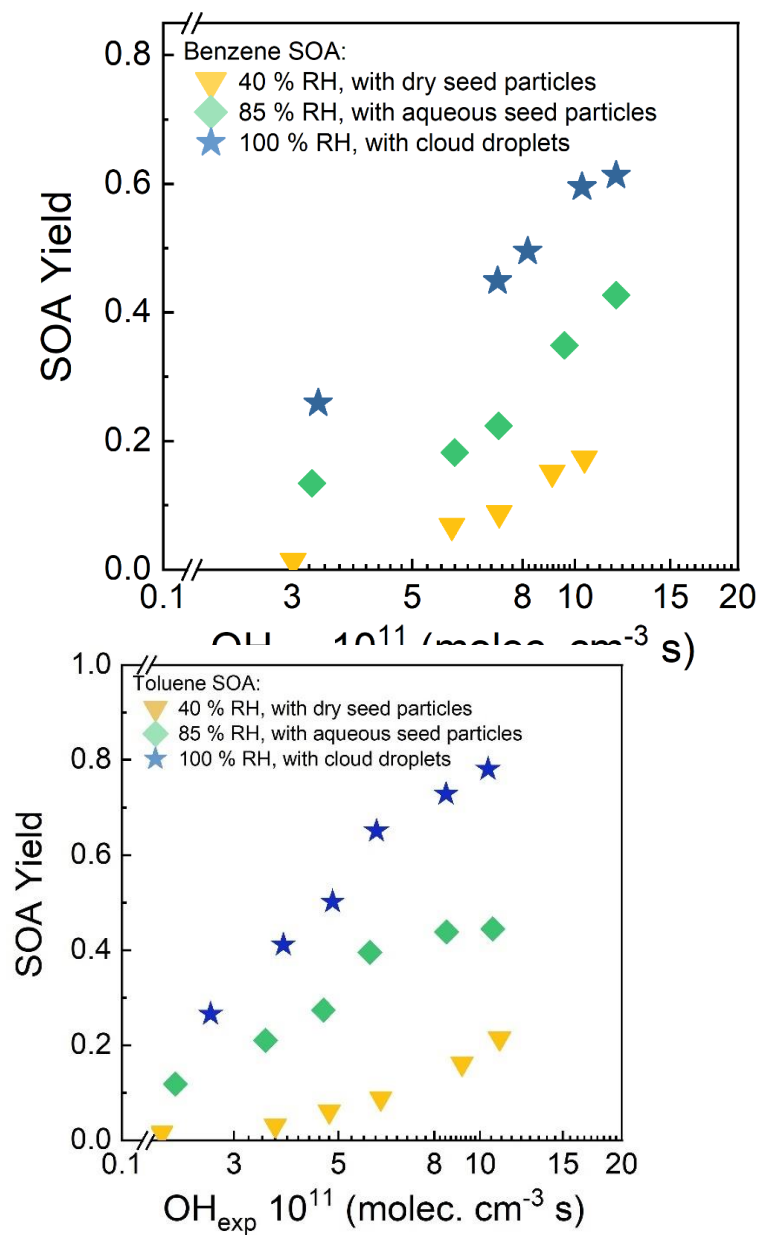 0.8
Benzene SOA:
40 % RH, with dry seed particles
85 % RH, with aqueous seed particles
100 % RH, with cloud droplets
0.6
SOA Yield
0.4
0.2
0.0
0.1 3 5 8 10 20
10¹¹ (molec. cm⁻³ s)
1.0
Toluene SOA:
40 % RH, with dry seed particles
85 % RH, with aqueous seed particles
100 % RH, with cloud droplets
0.8
0.6
SOA Yield
0.4
0.2
0.0
0.1 3 5 8 10 20
OHₑₓₚ 10¹¹ (molec. cm⁻³ s)